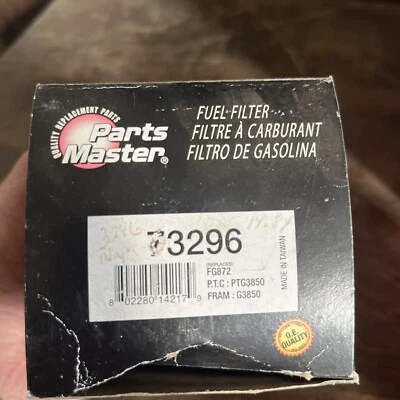 QUALITY REPLACEMENT PARTS
Parts
Master®
FUEL FILTER
FILTRE À CARBURANT
FILTRO DE GASOLINA
73296
(REPLACES)
FG872
P.T.C : PTG3850
FRAM : G3850
8 02280 14217 9
MADE IN TAIWAN
O.E.
QUALITY